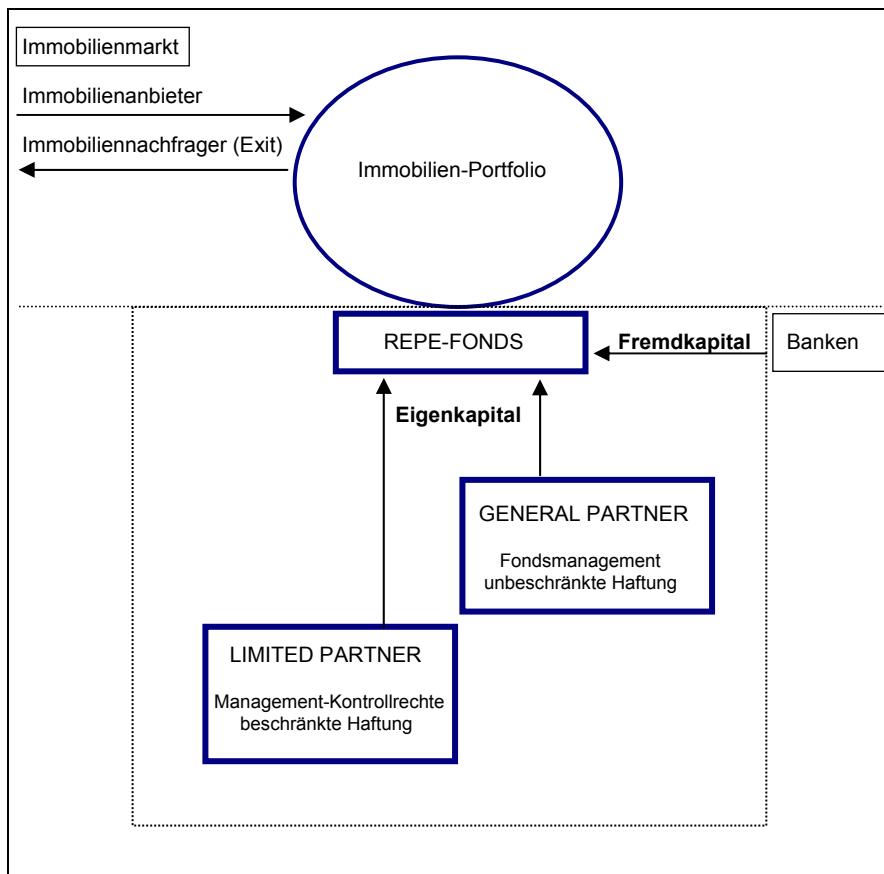 Immobilienmarkt
Immobilienanbieter
Immobiliennachfrager (Exit)
Immobilien-Portfolio
REPE-FONDS
Fremdkapital
Banken
Eigenkapital
GENERAL PARTNER
Fondsmanagement
unbeschränkte Haftung
LIMITED PARTNER
Management-Kontrollrechte
beschränkte Haftung